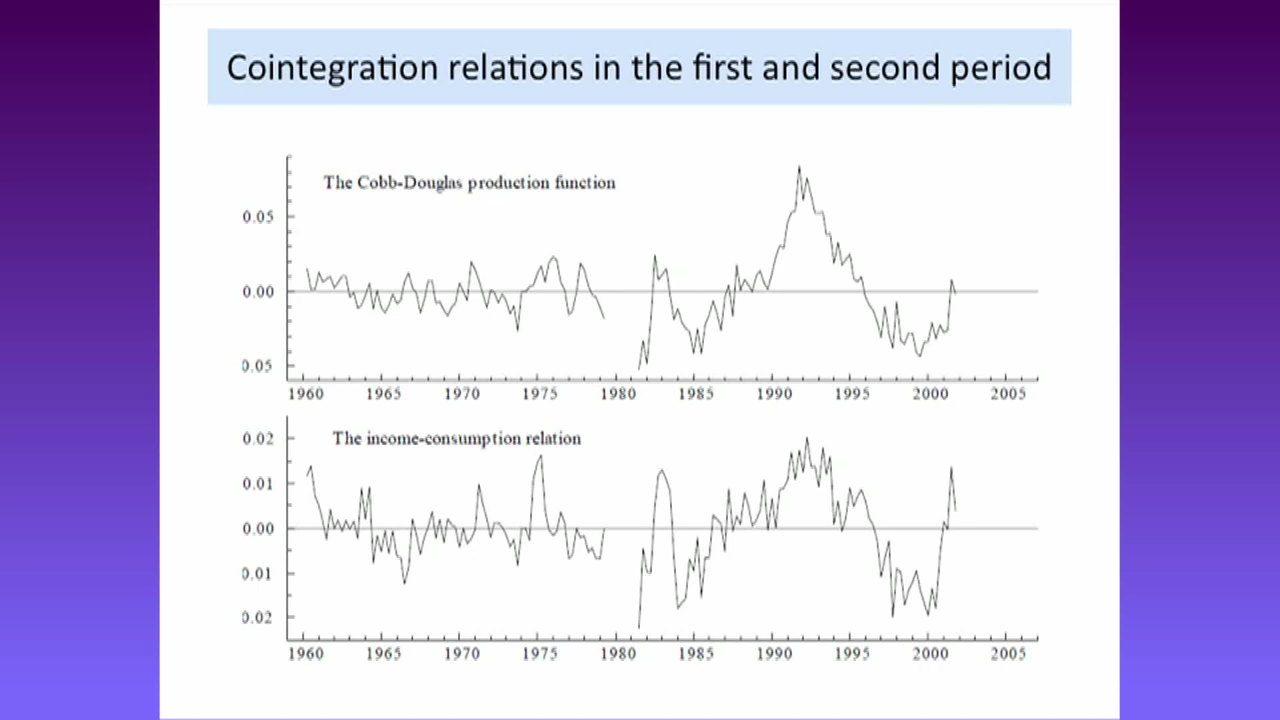 Cointegration relations in the first and second period
The Cobb-Douglas production function
0.05
0.00
0.05
1960 1965 1970 1975 1980 1985 1990 1995 2000 2005
0.02
The income-consumption relation
0.01
0.00
0.01
0.02
1960 1965 1970 1975 1980 1985 1990 1995 2000 2005